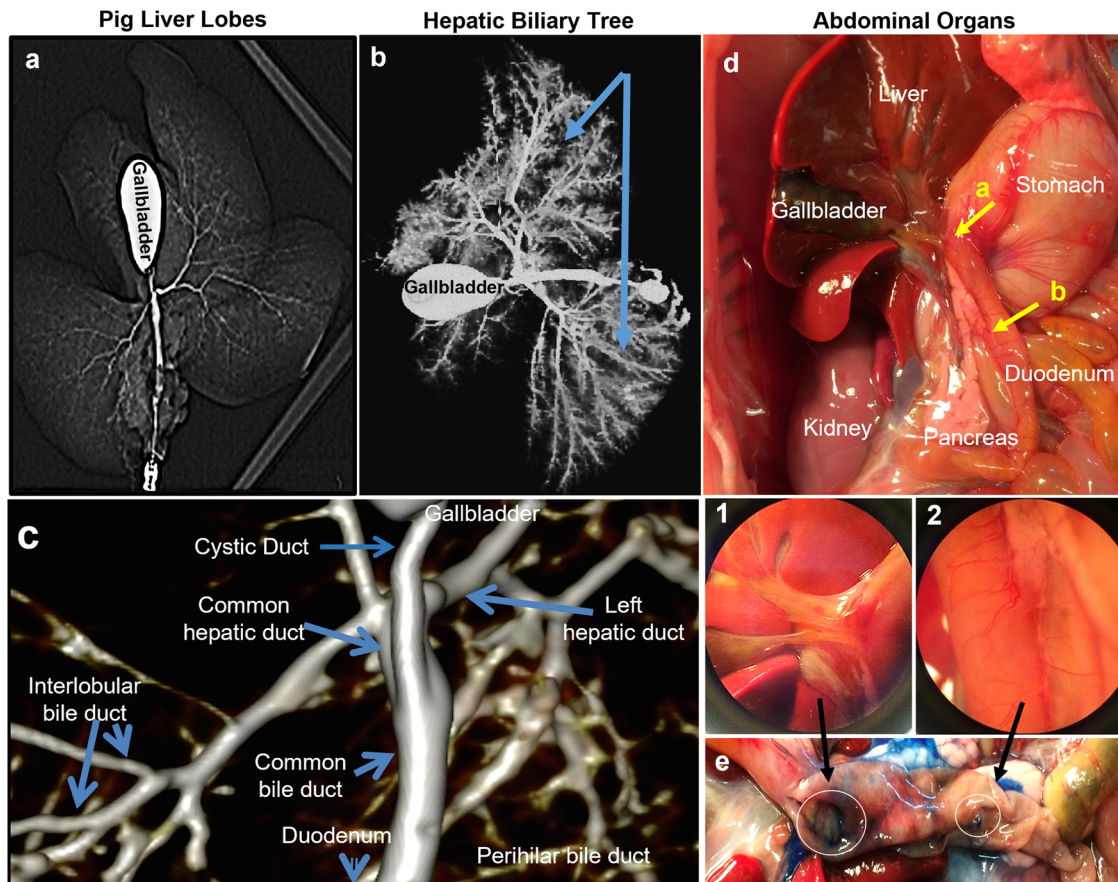 Pig Liver Lobes
Hepatic Biliary Tree
Abdominal Organs
a
Gallbladder
b
Gallbladder
d
Liver
Gallbladder
a
Stomach
b
Duodenum
Kidney
Pancreas
c
Gallbladder
Cystic Duct
Common
hepatic duct
Left
hepatic duct
Interlobular
bile duct
Common
bile duct
Duodenum
Perihilar bile duct
1
2
e